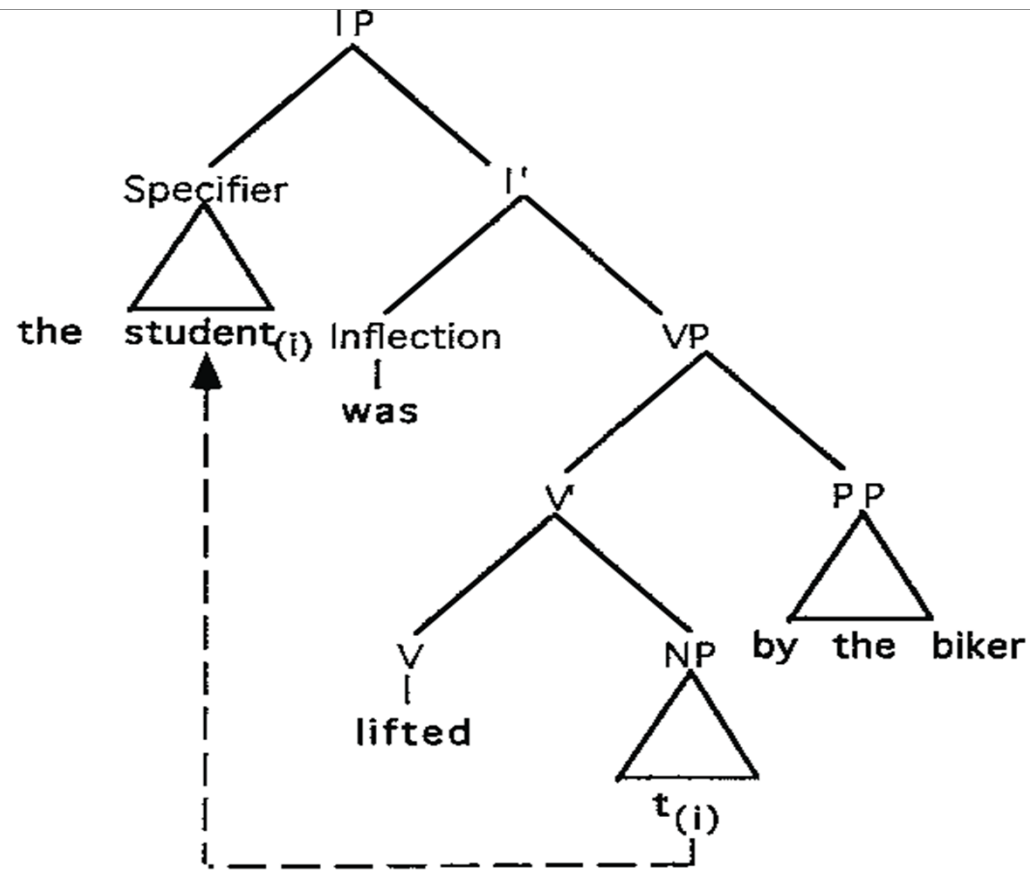 IP
Specifier I'
the student(i) Inflection VP
was
V' PP
V NP by the biker
lifted
t(i)